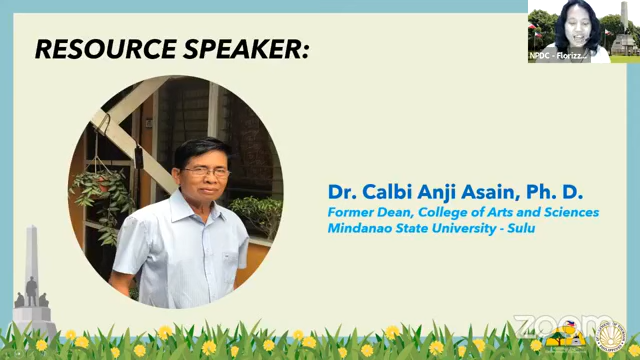 RESOURCE SPEAKER:
NPDC - Florizz...
Dr. Calbi Anji Asain, Ph. D.
Former Dean, College of Arts and Sciences
Mindanao State University - Sulu
zoom